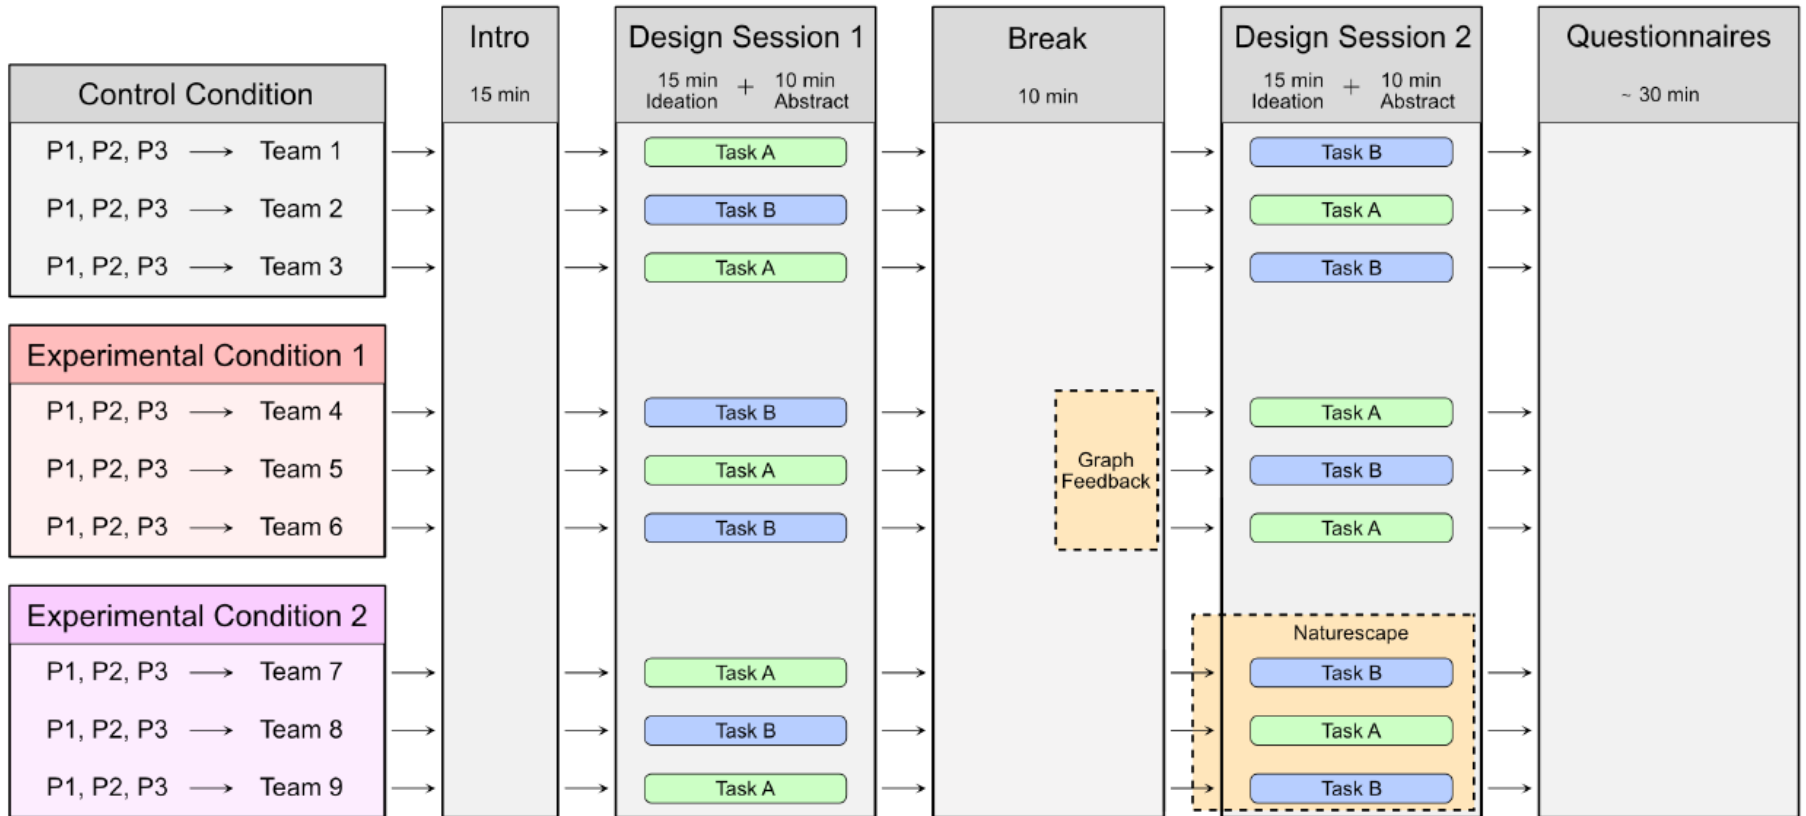 Intro
Design Session 1
Break
Design Session 2
Questionnaires
15 min
15 min Ideation + 10 min Abstract
10 min
15 min Ideation + 10 min Abstract
~ 30 min
Control Condition
P1, P2, P3 → Team 1 → → Task A → → Task B →
P1, P2, P3 → Team 2 → → Task B → → Task A →
P1, P2, P3 → Team 3 → → Task A → → Task B →
Experimental Condition 1
P1, P2, P3 → Team 4 → → Task B → → Task A →
P1, P2, P3 → Team 5 → → Task A → → Task B →
P1, P2, P3 → Team 6 → → Task B → → Task A →
Graph
Feedback
Experimental Condition 2
Naturescape
P1, P2, P3 → Team 7 → → Task A → → Task B →
P1, P2, P3 → Team 8 → → Task B → → Task A →
P1, P2, P3 → Team 9 → → Task A → → Task B →